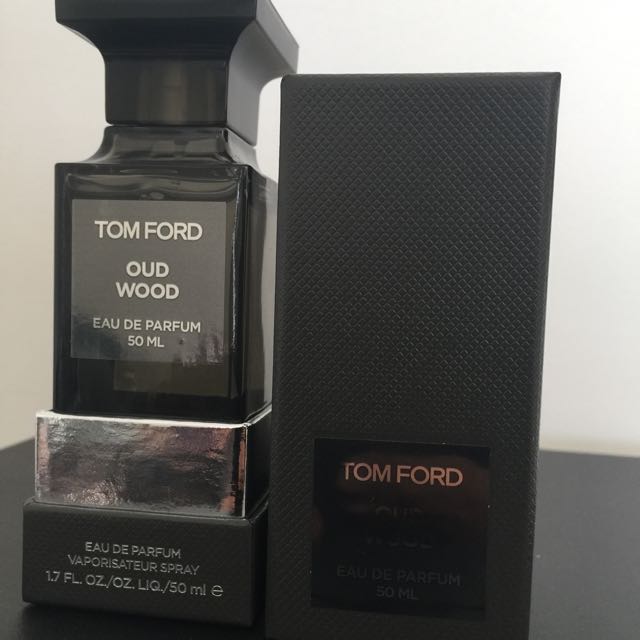 TOM FORD
OUD
WOOD
EAU DE PARFUM
50 ML
EAU DE PARFUM
VAPORISATEUR SPRAY
1.7 FL. OZ./OZ. LIQ./50 ml ℮
TOM FORD
OUD
EAU DE PARFUM
50 ML